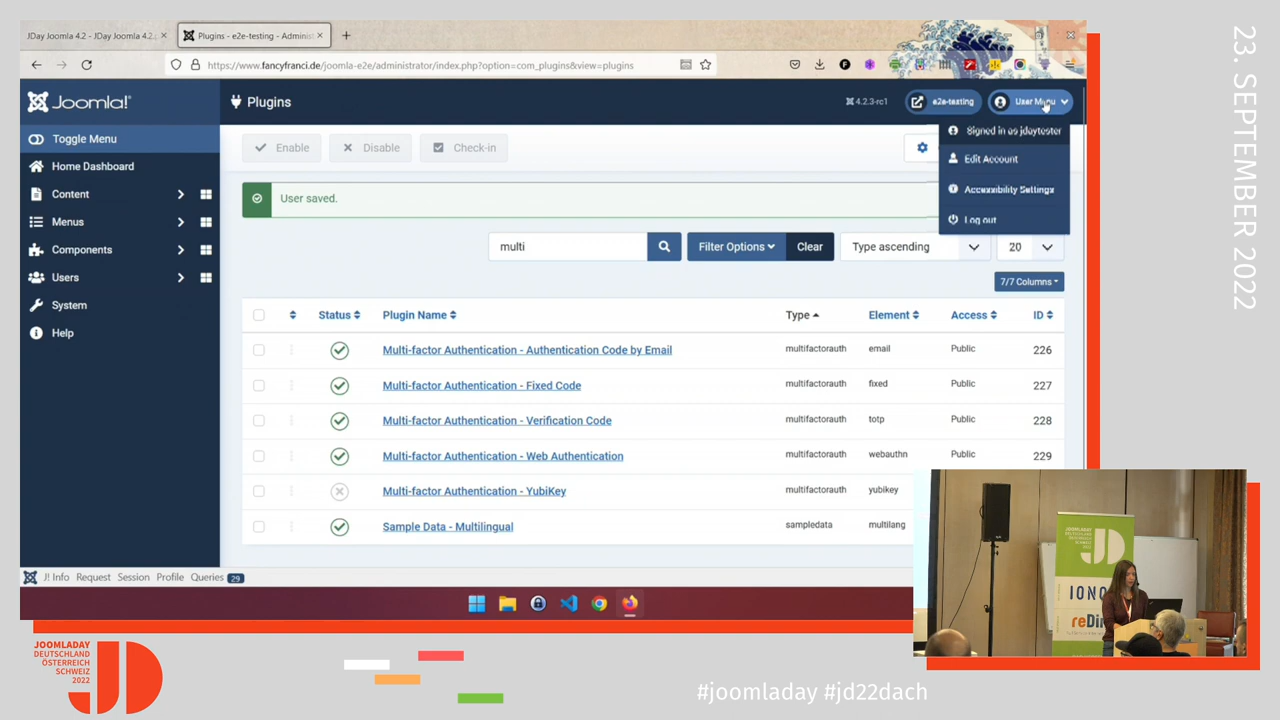 JDay Joomla 4.2 - JDay Joomla 4.2.
Plugins - e2e-testing - Administ
https://www.fancyfranci.de/joomla-e2e/administrator/index.php?option=com_plugins&view=plugins
Joomla!
Plugins
4.2.3-rc1
e2e-testing
User Menu
Signed in as jdaytester
Edit Account
Accessibility Settings
Log out
Toggle Menu
Home Dashboard
Content
Menus
Components
Users
System
Help
Enable
Disable
Check-in
User saved.
multi
Filter Options
Clear
Type ascending
20
7/7 Columns
Status Plugin Name Type Element Access ID
Multi-factor Authentication - Authentication Code by Email multifactorauth email Public 226
Multi-factor Authentication - Fixed Code multifactorauth fixed Public 227
Multi-factor Authentication - Verification Code multifactorauth totp Public 228
Multi-factor Authentication - Web Authentication multifactorauth webauthn Public 229
Multi-factor Authentication - YubiKey multifactorauth yubikey
Sample Data - Multilingual sampledata multilang
J! Info Request Session Profile Queries 29
23. SEPTEMBER 2022
JD
IONO
reDi
JOOMLADAY
DEUTSCHLAND
ÖSTERREICH
SCHWEIZ
2022
JD
#joomladay #jd22dach